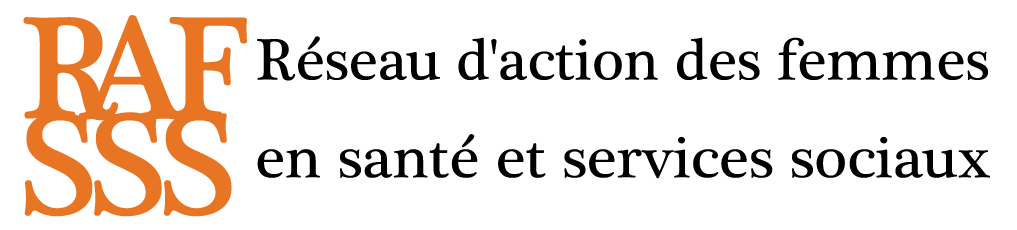 RAF
SSS
Réseau d'action des femmes
en santé et services sociaux